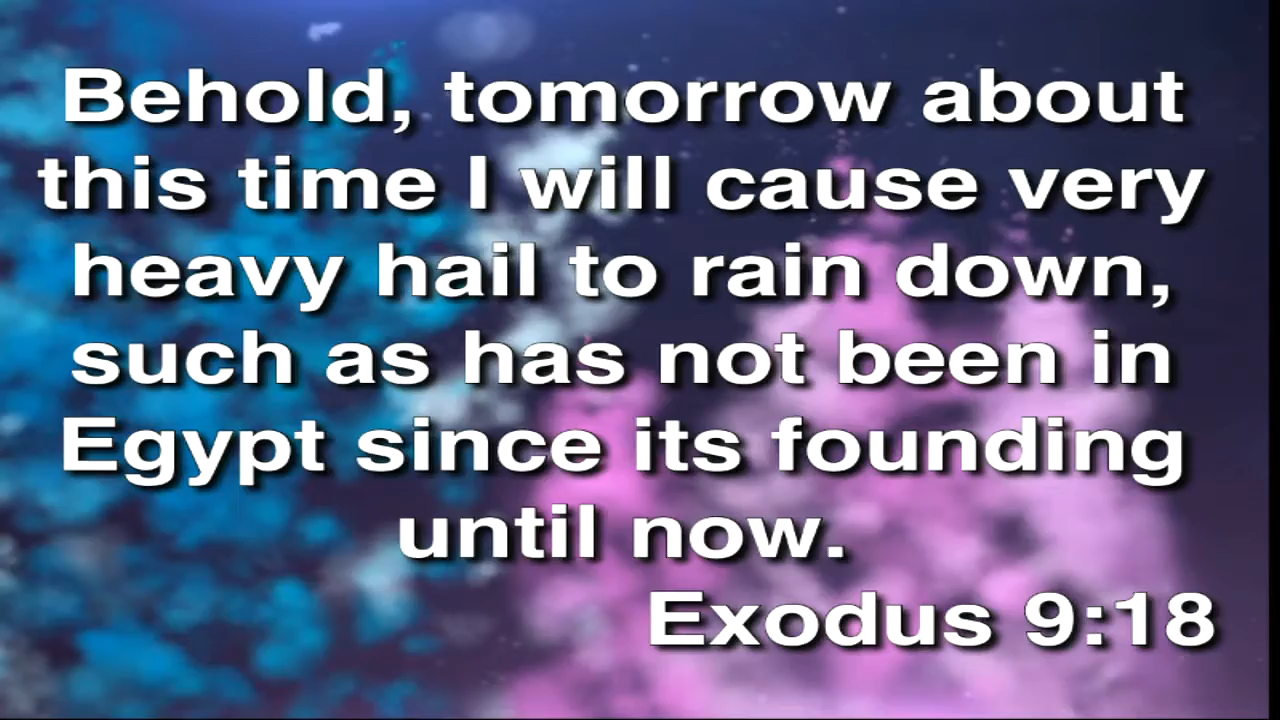 Behold, tomorrow about
this time I will cause very
heavy hail to rain down,
such as has not been in
Egypt since its founding
until now.
Exodus 9:18